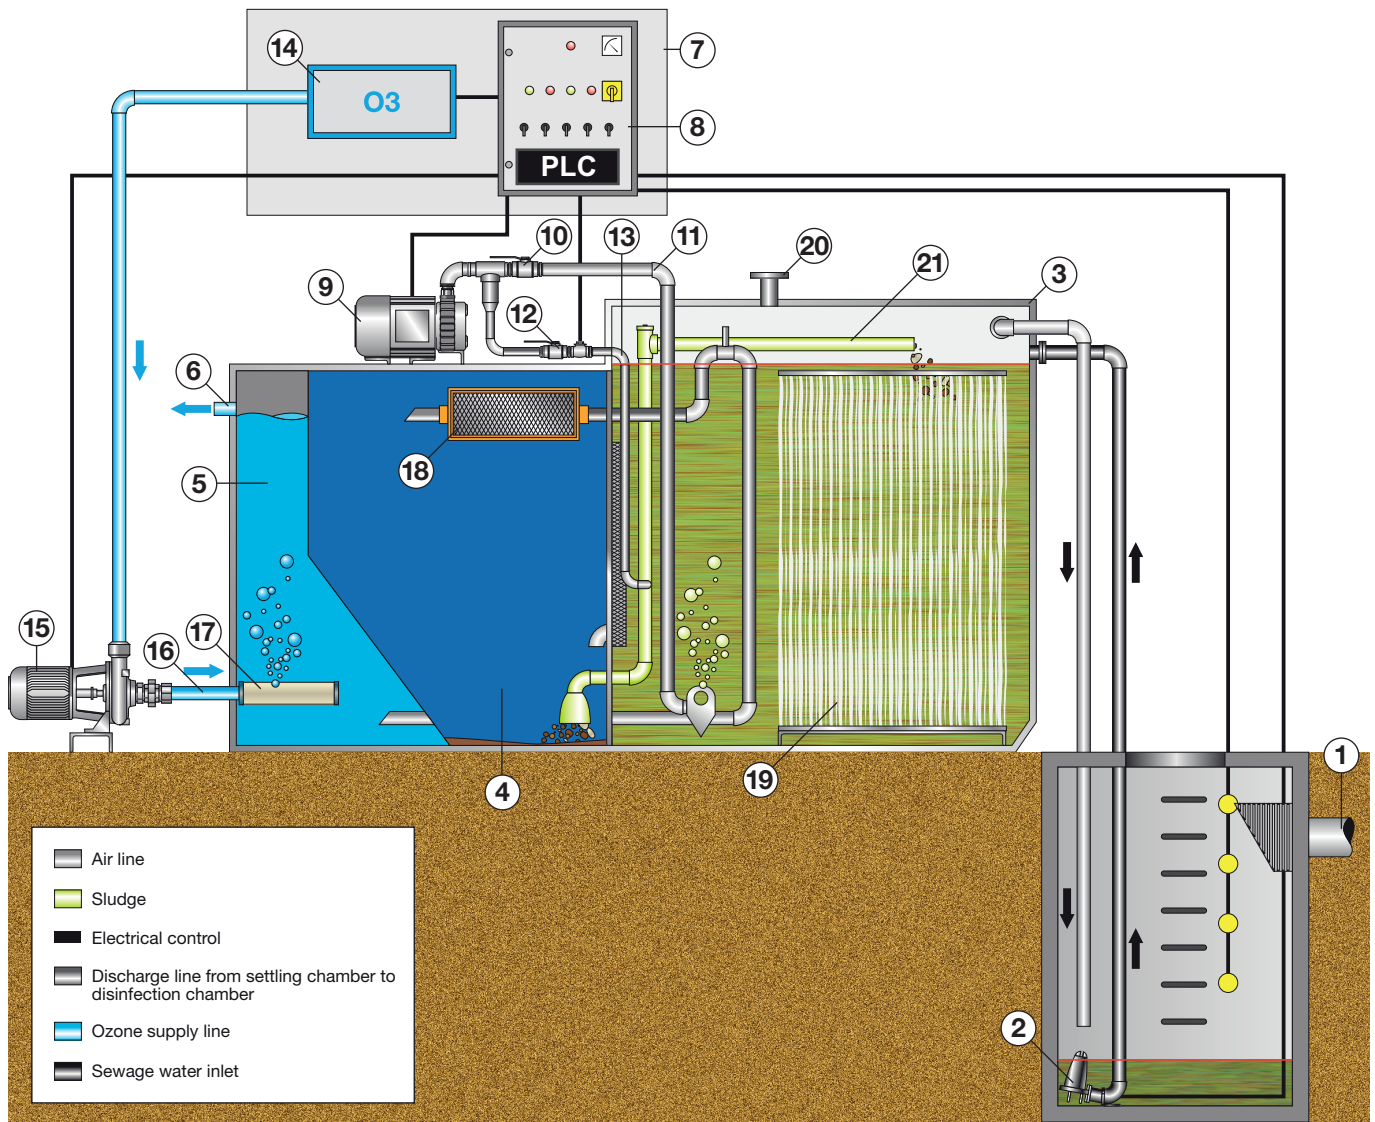 14
7
O3
8
PLC
10
13
11
20
21
3
9
12
6
18
5
15
17
16
19
4
1
2
Air line
Sludge
Electrical control
Discharge line from settling chamber to
disinfection chamber
Ozone supply line
Sewage water inlet